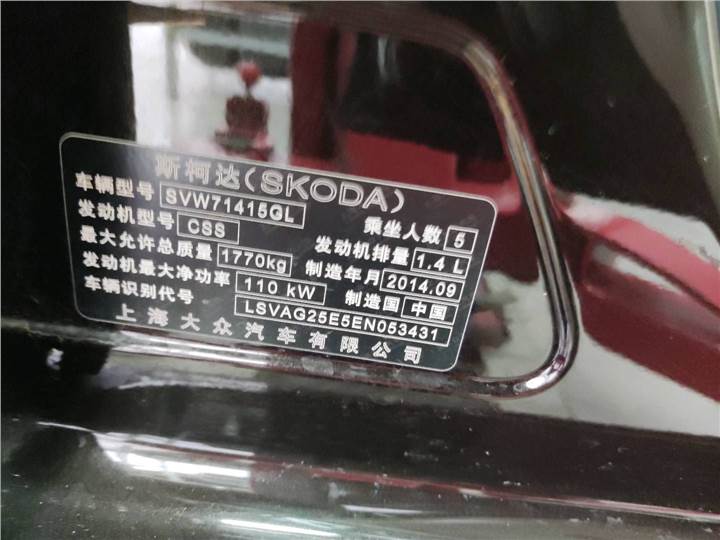 斯柯达(SKODA)
车辆型号 SVW71415GL 乘坐人数 5
发动机型号 CSS 发动机排量 1.4 L
最大允许总质量 1770kg 制造年月 2014.09
发动机最大净功率 110 kW 制造国 中国
车辆识别代号 LSVAG25E5EN053431
上海大众汽车有限公司